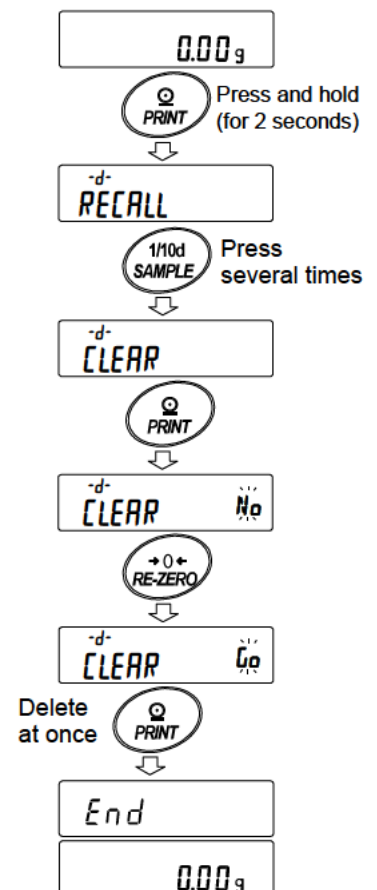 0.00 g
PRINT
Press and hold
(for 2 seconds)
-d-
RECALL
1/10d
SAMPLE
Press
several times
-d-
CLEAR
PRINT
-d-
CLEAR No
→0←
RE-ZERO
-d-
CLEAR Go
Delete
at once
PRINT
End
0.00 g